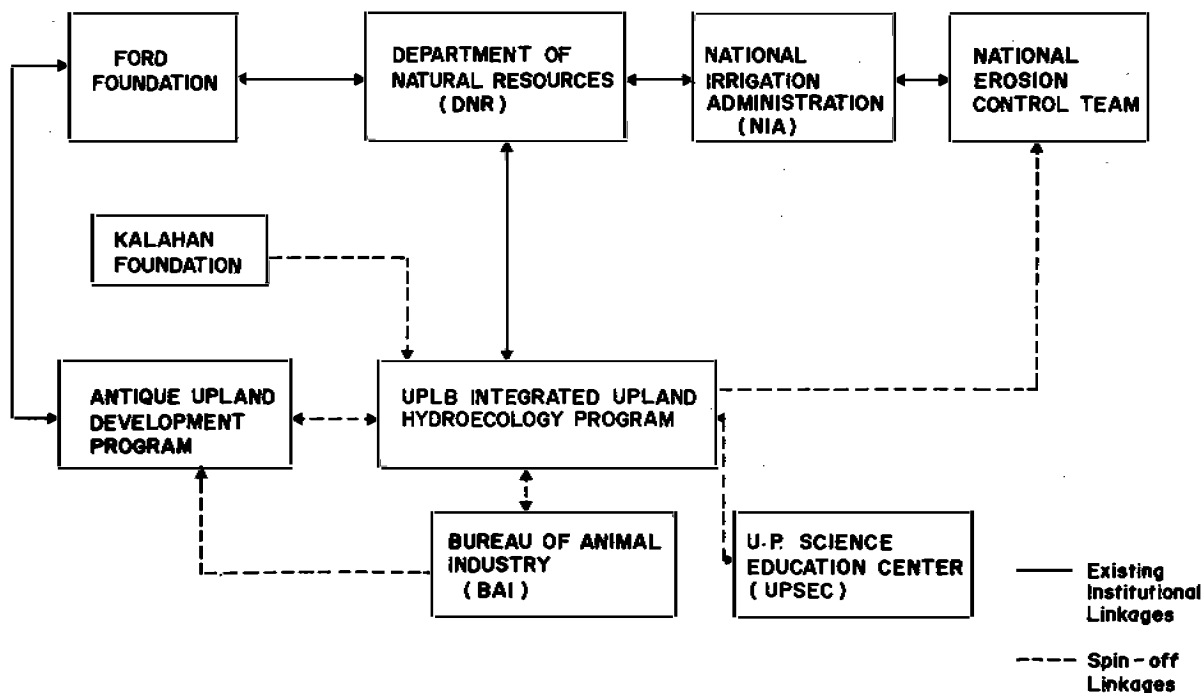 FORD
FOUNDATION
DEPARTMENT OF
NATURAL RESOURCES
(DNR)
NATIONAL
IRRIGATION
ADMINISTRATION
(NIA)
NATIONAL
EROSION
CONTROL TEAM
KALAHAN
FOUNDATION
ANTIQUE UPLAND
DEVELOPMENT
PROGRAM
UPLB INTEGRATED UPLAND
HYDROECOLOGY PROGRAM
BUREAU OF ANIMAL
INDUSTRY
(BAI)
U.P. SCIENCE
EDUCATION CENTER
(UPSEC)
Existing
Institutional
Linkages
Spin-off
Linkages